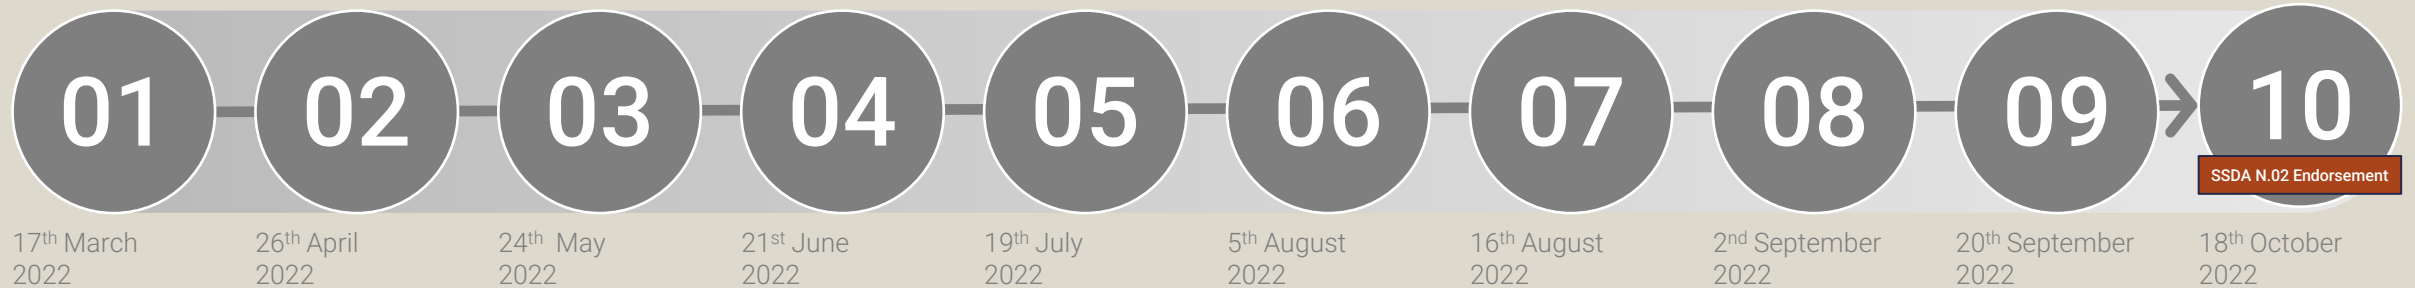 01
02
03
04
05
06
07
08
09
10
SSDA N.02 Endorsement
17th March
2022
26th April
2022
24th May
2022
21st June
2022
19th July
2022
5th August
2022
16th August
2022
2nd September
2022
20th September
2022
18th October
2022